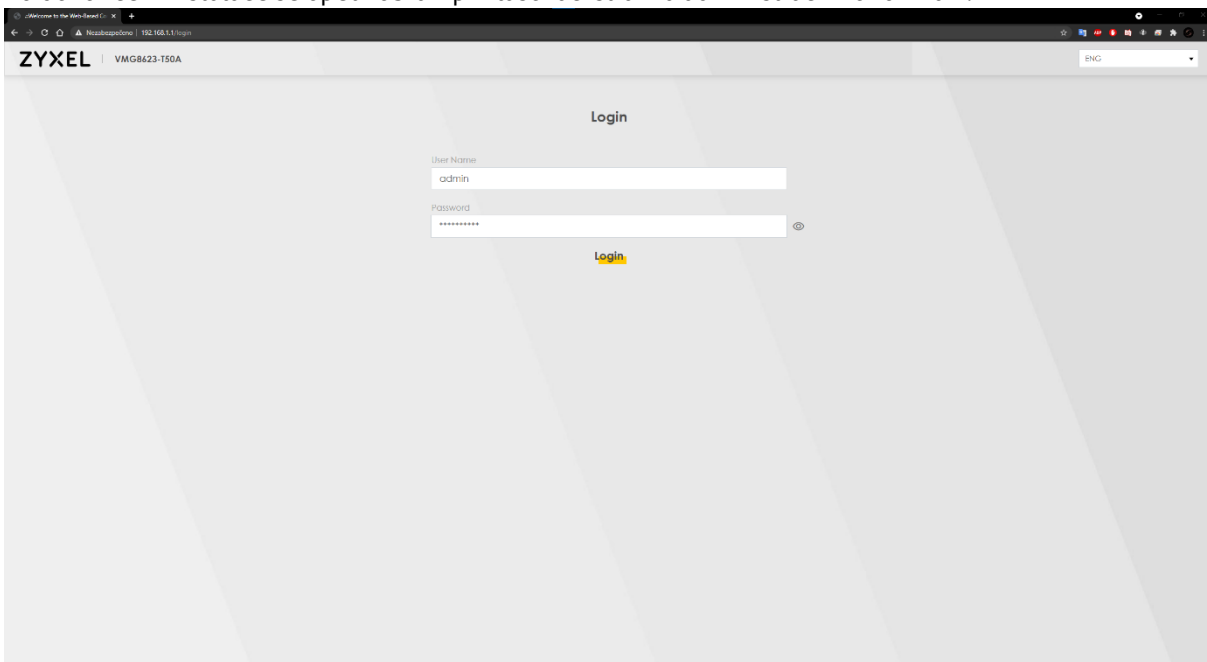 :Welcome to the Web-Based Co
Nezabezpečeno | 192.168.1.1/login
ZYXEL VMG8623-T50A
ENG
Login
User Name
admin
Password
**********
Login